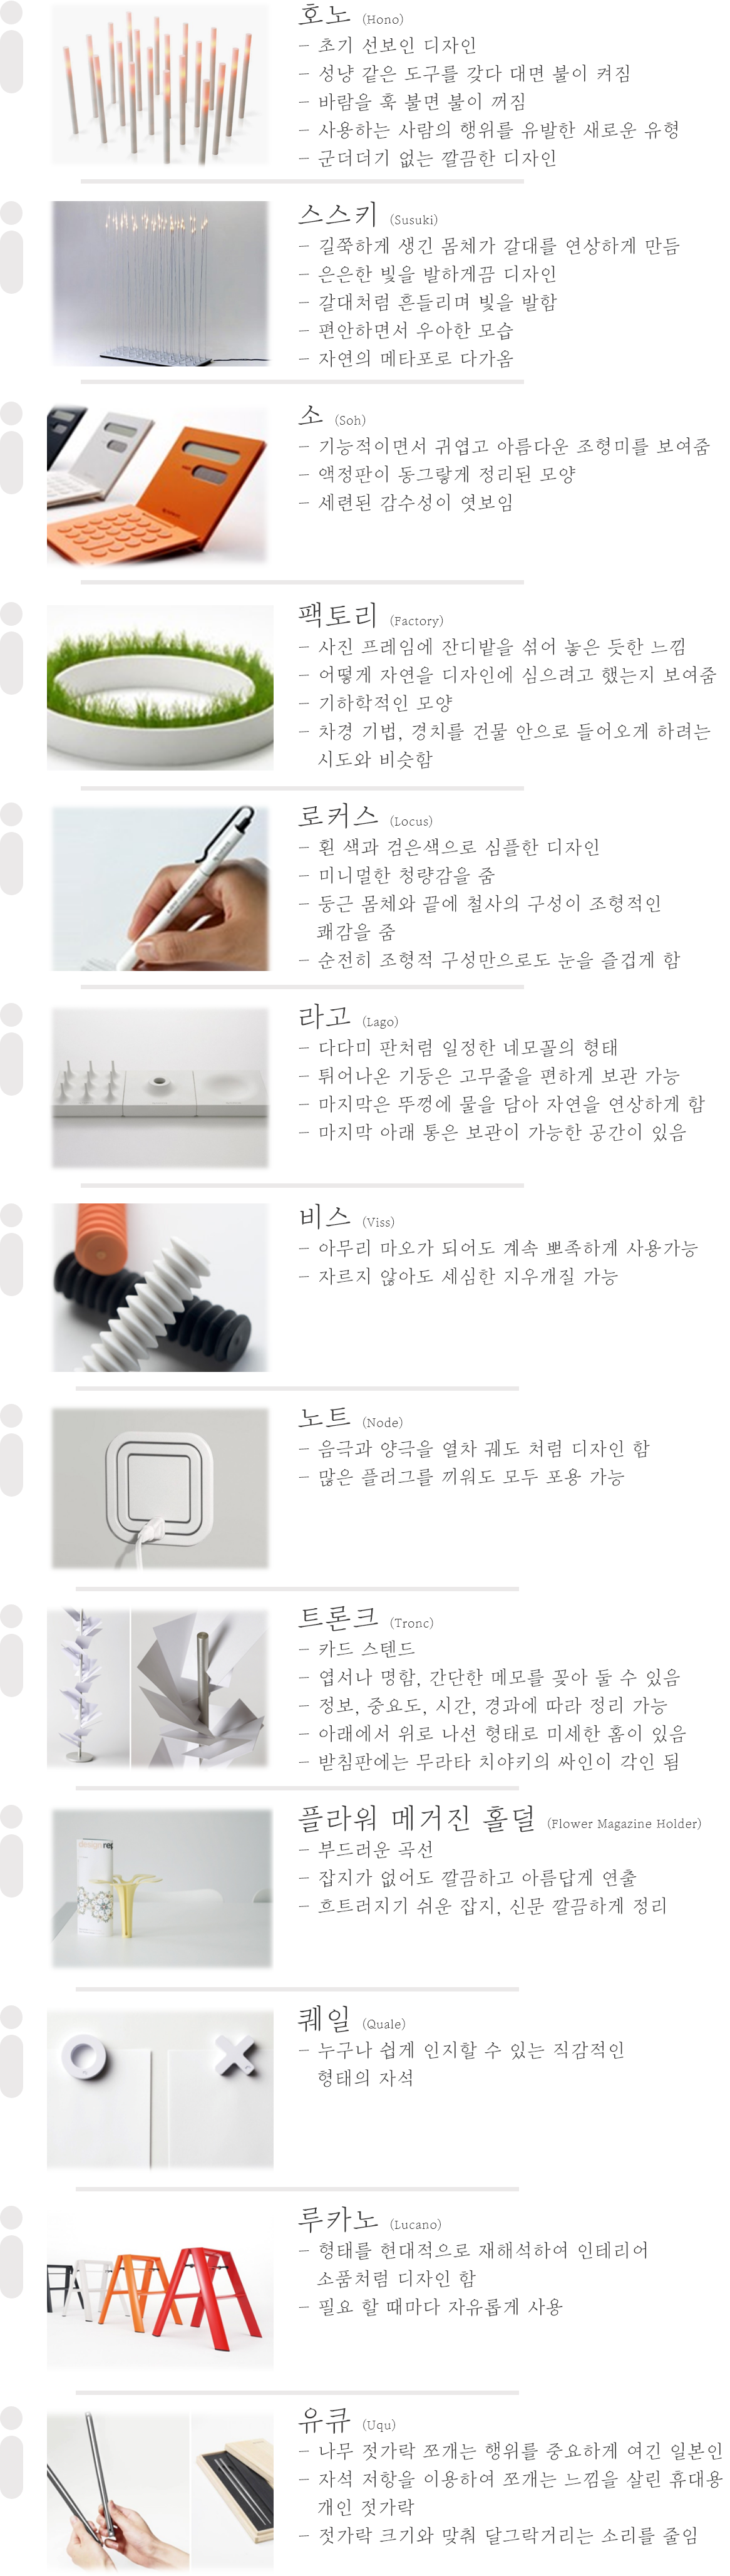 호노 (Hono)
- 초기 선보인 디자인
- 성냥 같은 도구를 갖다 대면 불이 켜짐
- 바람을 훅 불면 불이 꺼짐
- 사용하는 사람의 행위를 유발한 새로운 유형
- 군더더기 없는 깔끔한 디자인
스스키 (Susuki)
- 길쭉하게 생긴 몸체가 갈대를 연상하게 만듬
- 은은한 빛을 발하게끔 디자인
- 갈대처럼 흔들리며 빛을 발함
- 편안하면서 우아한 모습
- 자연의 메타포로 다가옴
소 (Soh)
- 기능적이면서 귀엽고 아름다운 조형미를 보여줌
- 액정판이 동그랗게 정리된 모양
- 세련된 감수성이 엿보임
팩토리 (Factory)
- 사진 프레임에 잔디밭을 섞어 놓은 듯한 느낌
- 어떻게 자연을 디자인에 심으려고 했는지 보여줌
- 기하학적인 모양
- 차경 기법, 경치를 건물 안으로 들어오게 하려는
시도와 비슷함
로커스 (Locus)
- 흰 색과 검은색으로 심플한 디자인
- 미니멀한 청량감을 줌
- 둥근 몸체와 끝에 철사의 구성이 조형적인
쾌감을 줌
- 순전히 조형적 구성만으로도 눈을 즐겁게 함
라고 (Lago)
- 다다미 판처럼 일정한 네모꼴의 형태
- 튀어나온 기둥은 고무줄을 편하게 보관 가능
- 마지막은 뚜껑에 물을 담아 자연을 연상하게 함
- 마지막 아래 통은 보관이 가능한 공간이 있음
비스 (Viss)
- 아무리 마오가 되어도 계속 뾰족하게 사용가능
- 자르지 않아도 세심한 지우개질 가능
노트 (Node)
- 음극과 양극을 열차 궤도 처럼 디자인 함
- 많은 플러그를 끼워도 모두 포용 가능
트론크 (Tronc)
- 카드 스텐드
- 엽서나 명함, 간단한 메모를 꽂아 둘 수 있음
- 정보, 중요도, 시간, 경과에 따라 정리 가능
- 아래에서 위로 나선 형태로 미세한 홈이 있음
- 받침판에는 무라타 치야키의 싸인이 각인 됨
플라워 메거진 홀덜 (Flower Magazine Holder)
- 부드러운 곡선
- 잡지가 없어도 깔끔하고 아름답게 연출
- 흐트러지기 쉬운 잡지, 신문 깔끔하게 정리
design rep
퀘일 (Quale)
- 누구나 쉽게 인지할 수 있는 직감적인
형태의 자석
루카노 (Lucano)
- 형태를 현대적으로 재해석하여 인테리어
소품처럼 디자인 함
- 필요 할 때마다 자유롭게 사용
유큐 (Uqu)
- 나무 젓가락 쪼개는 행위를 중요하게 여긴 일본인
- 자석 저항을 이용하여 쪼개는 느낌을 살린 휴대용
개인 젓가락
- 젓가락 크기와 맞춰 달그락거리는 소리를 줄임